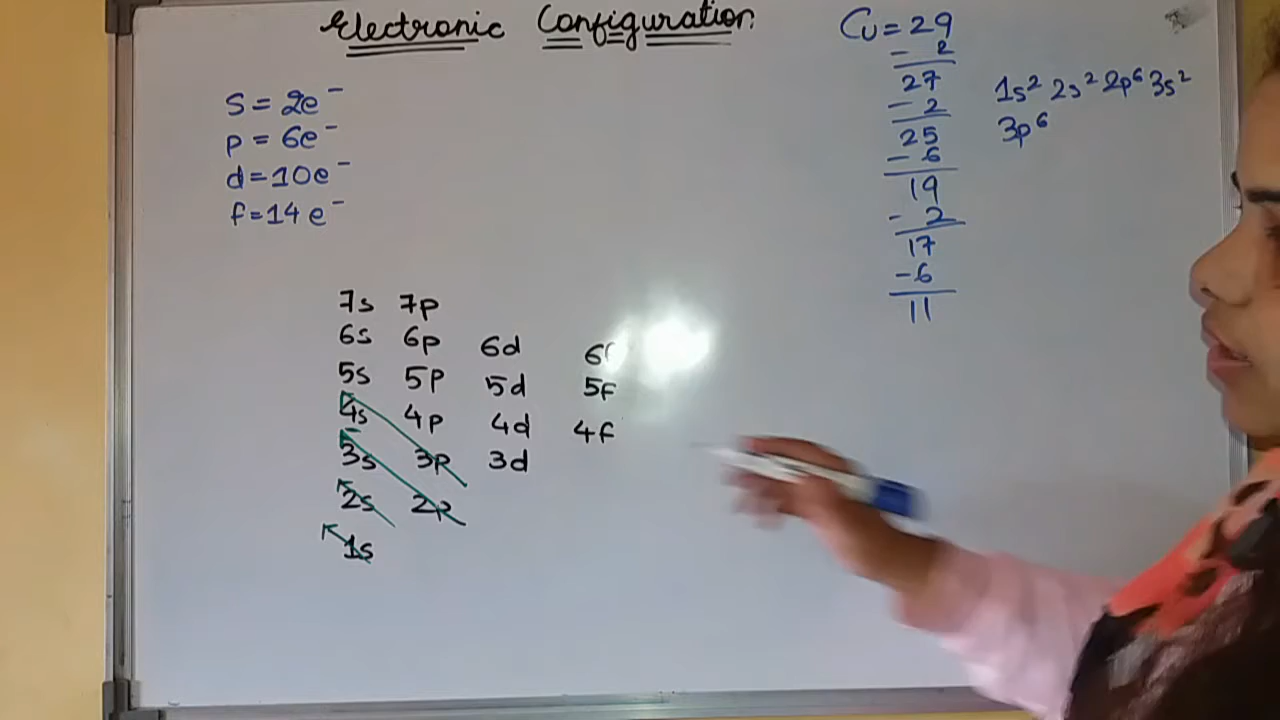 Electronic Configuration
s = 2e⁻
p = 6e⁻
d = 10e⁻
f = 14e⁻
Cu = 29
- 2
27
- 2
25
- 6
19
- 2
17
- 6
11
1s² 2s² 2p⁶ 3s²
3p⁶
7s 7p
6s 6p 6d 6f
5s 5p 5d 5f
4s 4p 4d 4f
3s 3p 3d
2s 2p
1s